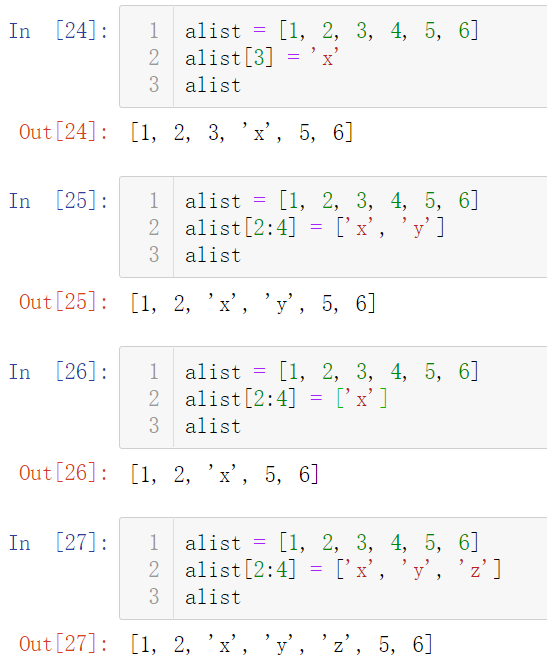 In [24]: 1 alist = [1, 2, 3, 4, 5, 6]
2 alist[3] = 'x'
3 alist
Out[24]: [1, 2, 3, 'x', 5, 6]
In [25]: 1 alist = [1, 2, 3, 4, 5, 6]
2 alist[2:4] = ['x', 'y']
3 alist
Out[25]: [1, 2, 'x', 'y', 5, 6]
In [26]: 1 alist = [1, 2, 3, 4, 5, 6]
2 alist[2:4] = ['x']
3 alist
Out[26]: [1, 2, 'x', 5, 6]
In [27]: 1 alist = [1, 2, 3, 4, 5, 6]
2 alist[2:4] = ['x', 'y', 'z']
3 alist
Out[27]: [1, 2, 'x', 'y', 'z', 5, 6]